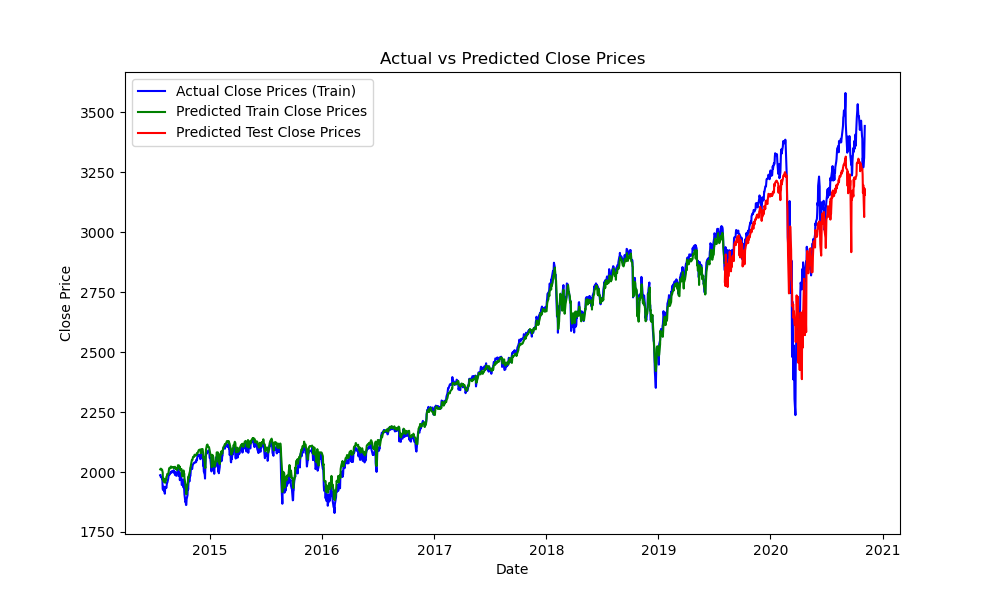 Actual vs Predicted Close Prices
Actual Close Prices (Train)
Predicted Train Close Prices
Predicted Test Close Prices
3500
3250
3000
2750
2500
2250
2000
1750
Close Price
2015
2016
2017
2018
2019
2020
2021
Date